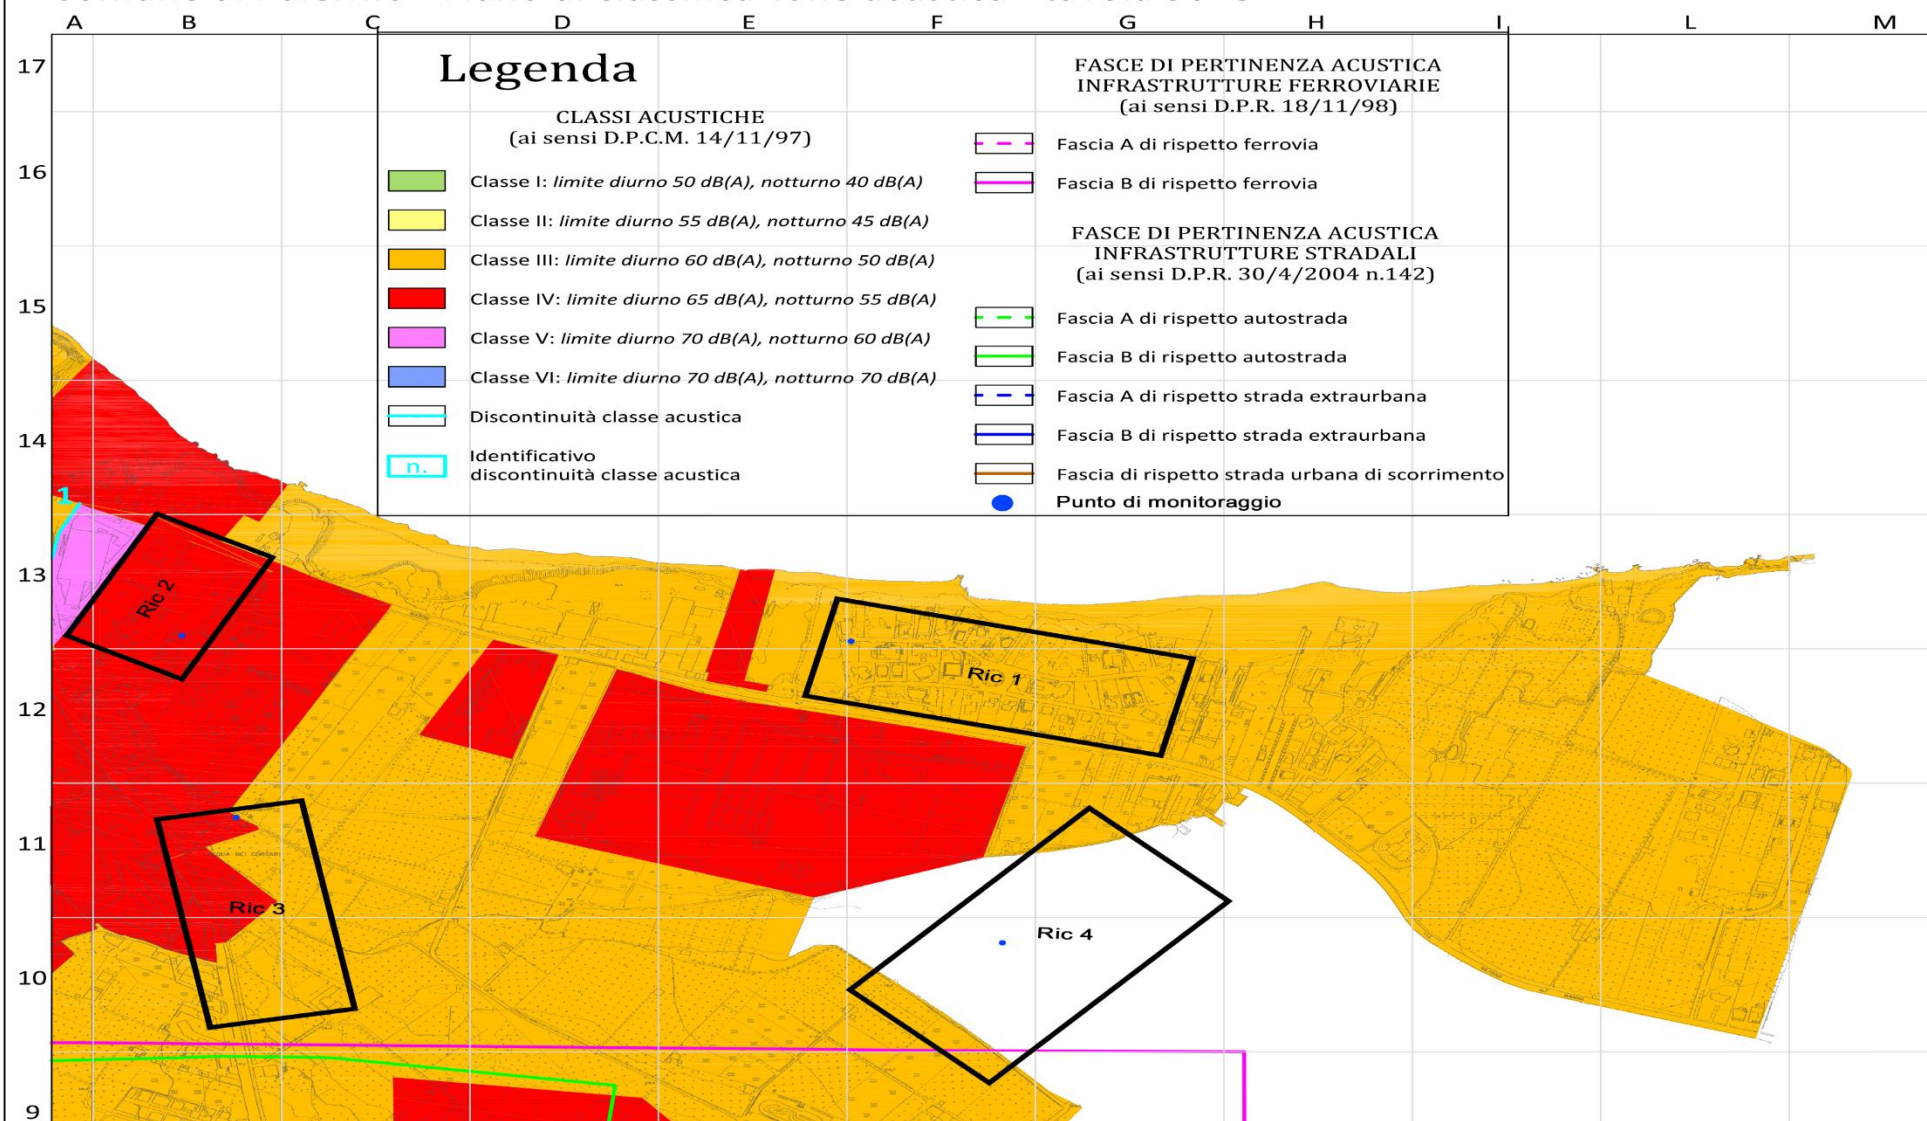 A B C D E F G H I L M
17
16
15
14
13
12
11
10
9
Legenda
CLASSI ACUSTICHE
(ai sensi D.P.C.M. 14/11/97)
Classe I: limite diurno 50 dB(A), notturno 40 dB(A)
Classe II: limite diurno 55 dB(A), notturno 45 dB(A)
Classe III: limite diurno 60 dB(A), notturno 50 dB(A)
Classe IV: limite diurno 65 dB(A), notturno 55 dB(A)
Classe V: limite diurno 70 dB(A), notturno 60 dB(A)
Classe VI: limite diurno 70 dB(A), notturno 70 dB(A)
Discontinuità classe acustica
n.
Identificativo
discontinuità classe acustica
FASCE DI PERTINENZA ACUSTICA
INFRASTRUTTURE FERROVIARIE
(ai sensi D.P.R. 18/11/98)
Fascia A di rispetto ferrovia
Fascia B di rispetto ferrovia
FASCE DI PERTINENZA ACUSTICA
INFRASTRUTTURE STRADALI
(ai sensi D.P.R. 30/4/2004 n.142)
Fascia A di rispetto autostrada
Fascia B di rispetto autostrada
Fascia A di rispetto strada extraurbana
Fascia B di rispetto strada extraurbana
Fascia di rispetto strada urbana di scorrimento
Punto di monitoraggio
1
Ric 2
Ric 1
Ric 3
Ric 4